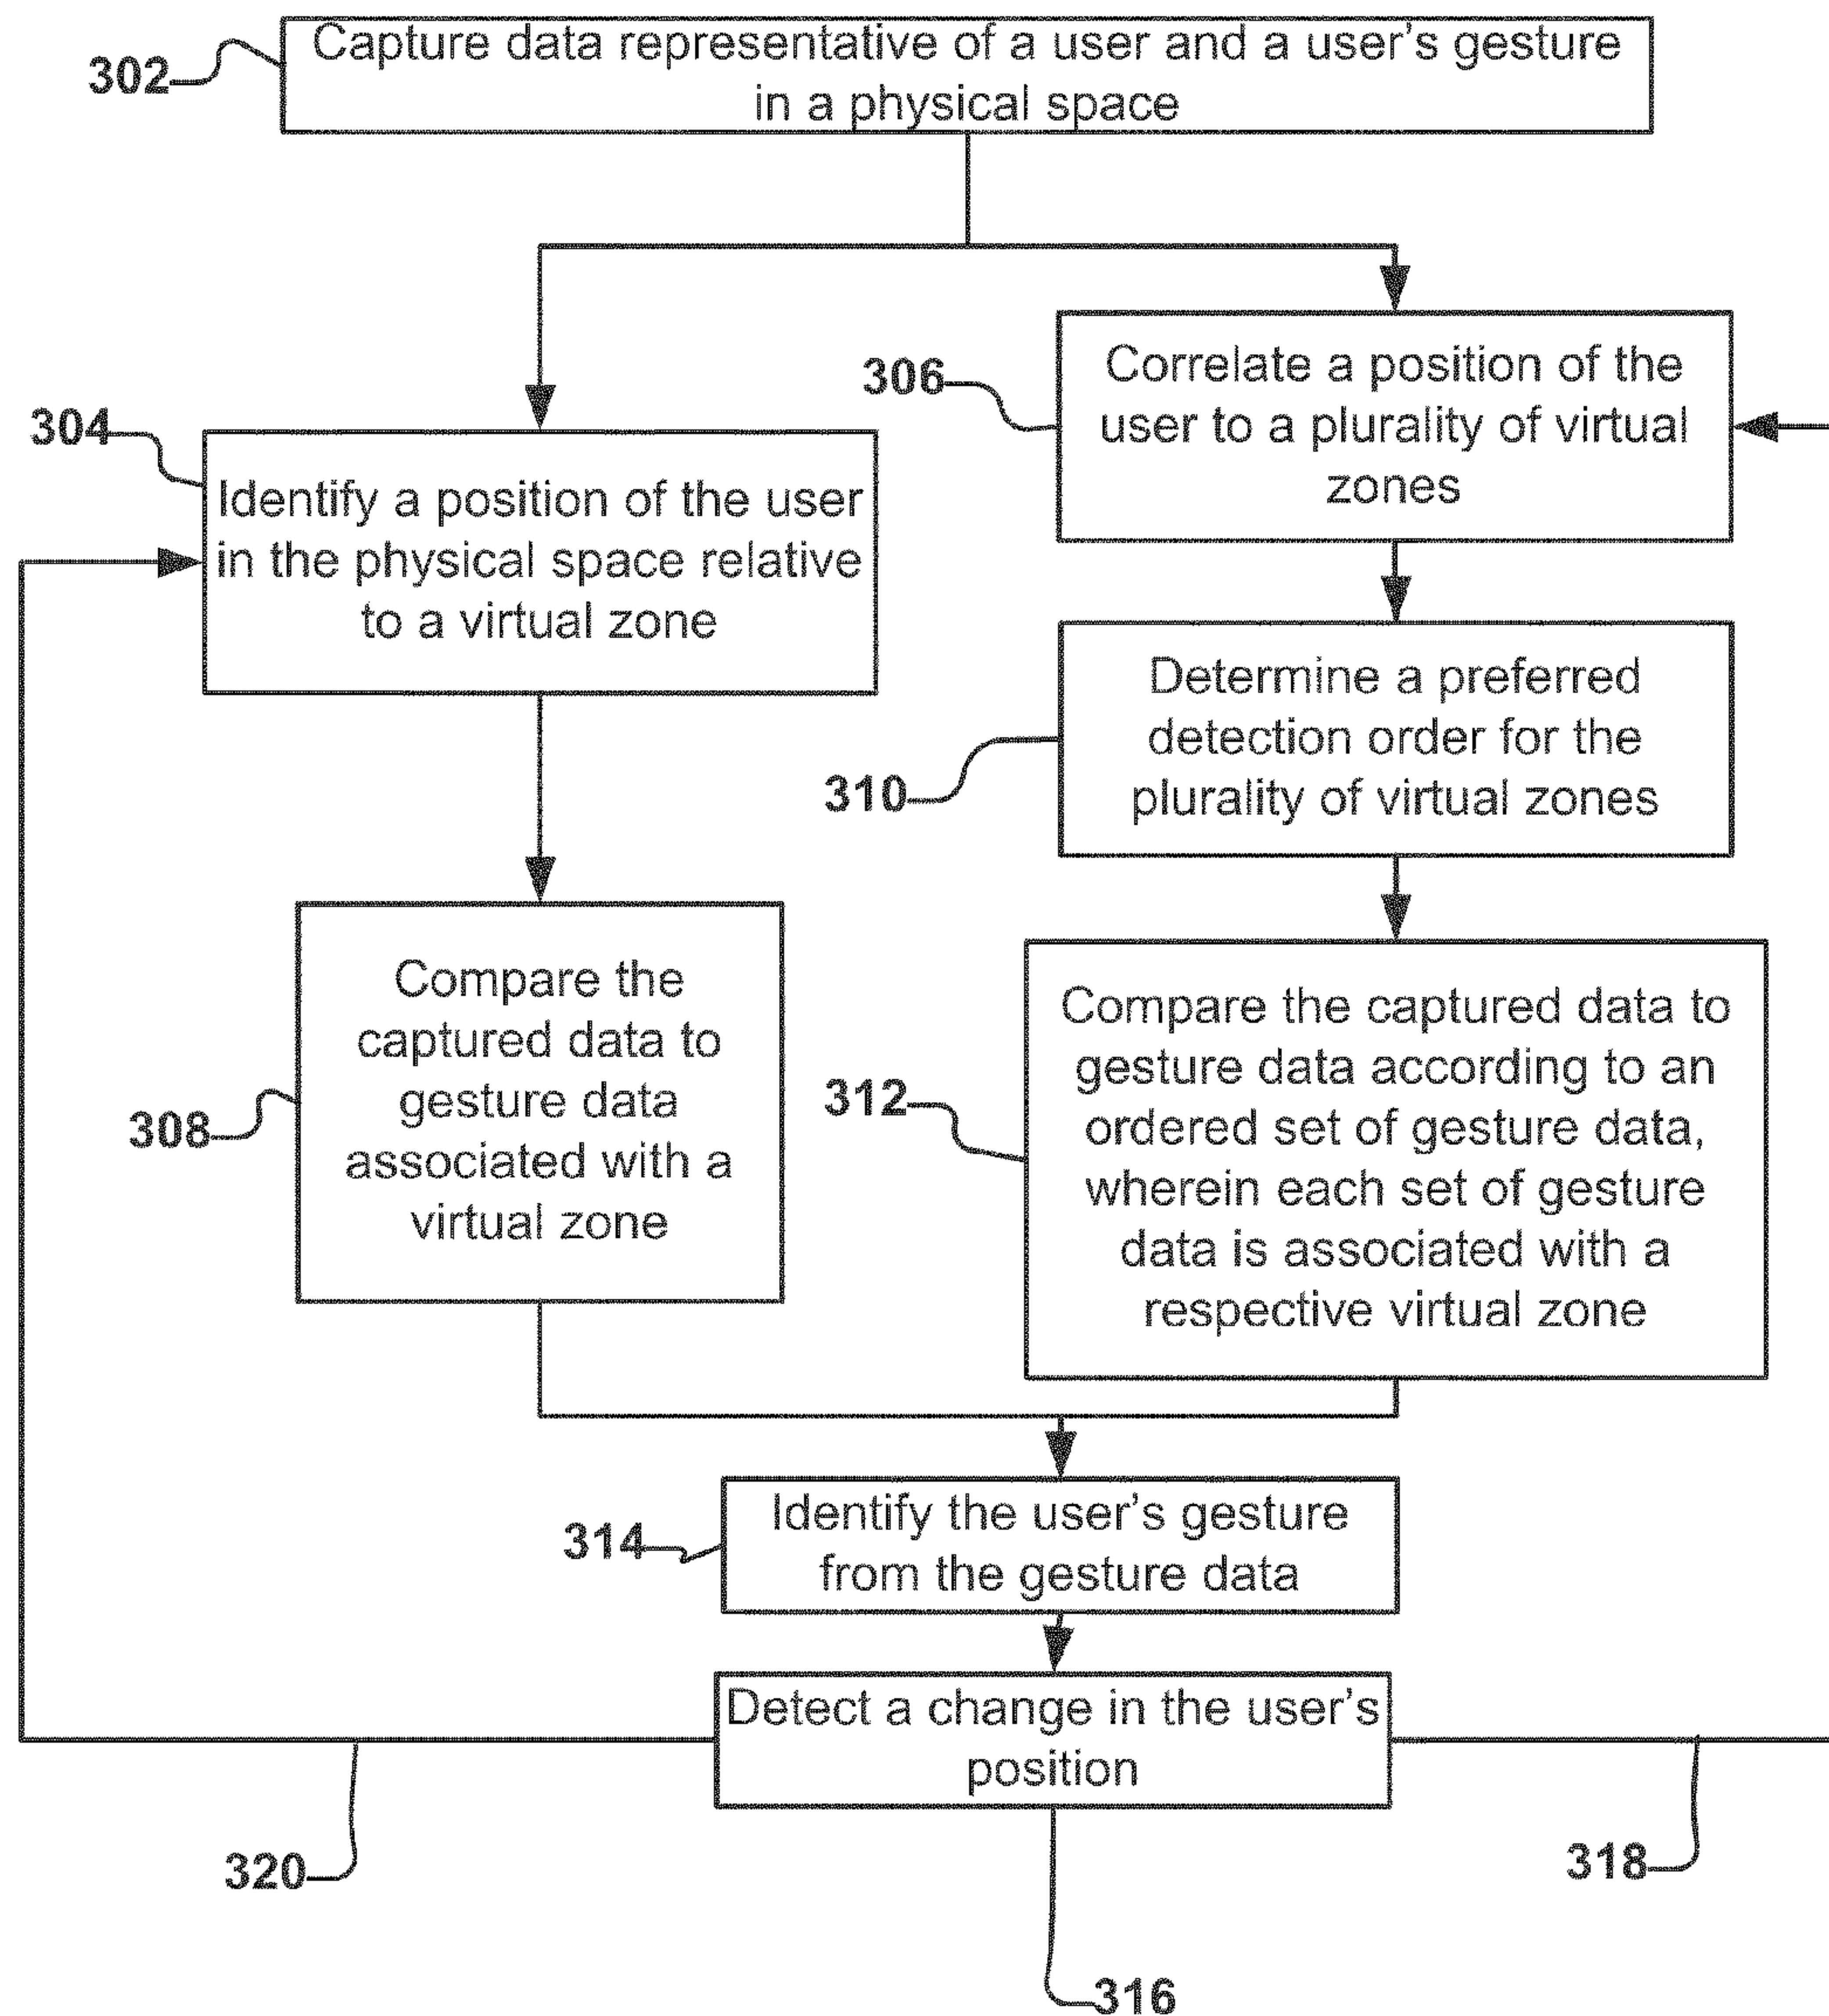 302
Capture data representative of a user and a user's gesture
in a physical space
304
Identify a position of the user
in the physical space relative
to a virtual zone
306
Correlate a position of the
user to a plurality of virtual
zones
310
Determine a preferred
detection order for the
plurality of virtual zones
308
Compare the
captured data to
gesture data
associated with a
virtual zone
312
Compare the captured data to
gesture data according to an
ordered set of gesture data,
wherein each set of gesture
data is associated with a
respective virtual zone
314
Identify the user's gesture
from the gesture data
Detect a change in the user's
position
320
318
316